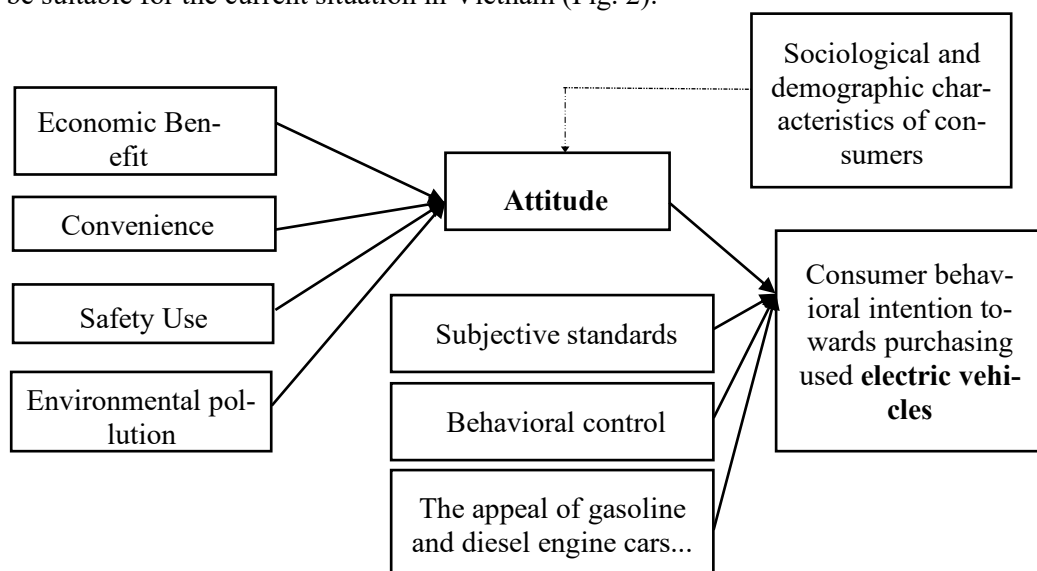 be suitable for the current situation in Vietnam (Fig. 2).
Sociological and
demographic char-
acteristics of con-
sumers
Economic Ben-
efit
Attitude
Convenience
Consumer behav-
ioral intention to-
wards purchasing
used electric vehi-
cles
Safety Use
Subjective standards
Environmental pol-
lution
Behavioral control
The appeal of gasoline
and diesel engine cars...